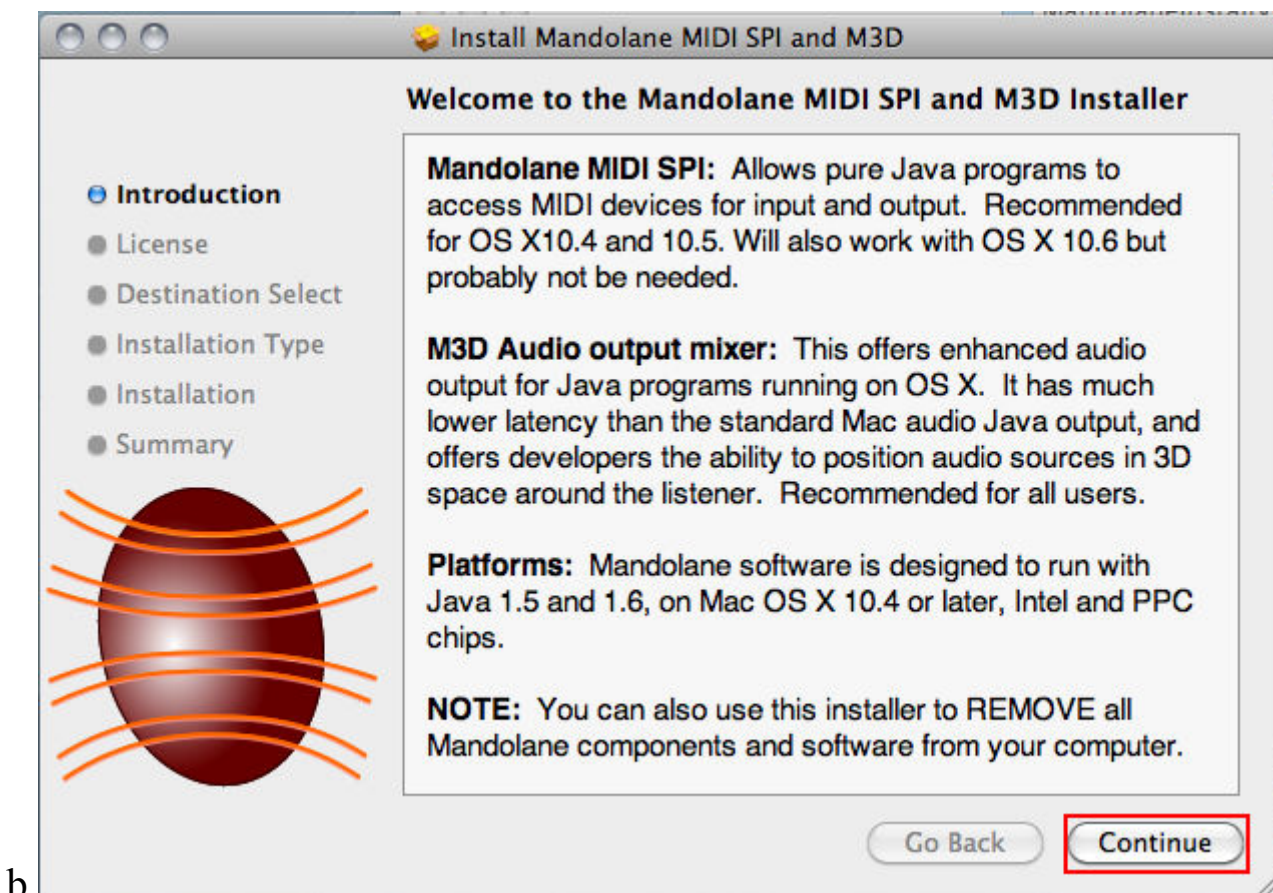 Install Mandolane MIDI SPI and M3D
Welcome to the Mandolane MIDI SPI and M3D Installer
Introduction
License
Destination Select
Installation Type
Installation
Summary
Mandolane MIDI SPI: Allows pure Java programs to
access MIDI devices for input and output. Recommended
for OS X10.4 and 10.5. Will also work with OS X 10.6 but
probably not be needed.
M3D Audio output mixer: This offers enhanced audio
output for Java programs running on OS X. It has much
lower latency than the standard Mac audio Java output, and
offers developers the ability to position audio sources in 3D
space around the listener. Recommended for all users.
Platforms: Mandolane software is designed to run with
Java 1.5 and 1.6, on Mac OS X 10.4 or later, Intel and PPC
chips.
NOTE: You can also use this installer to REMOVE all
Mandolane components and software from your computer.
Go Back
Continue
b